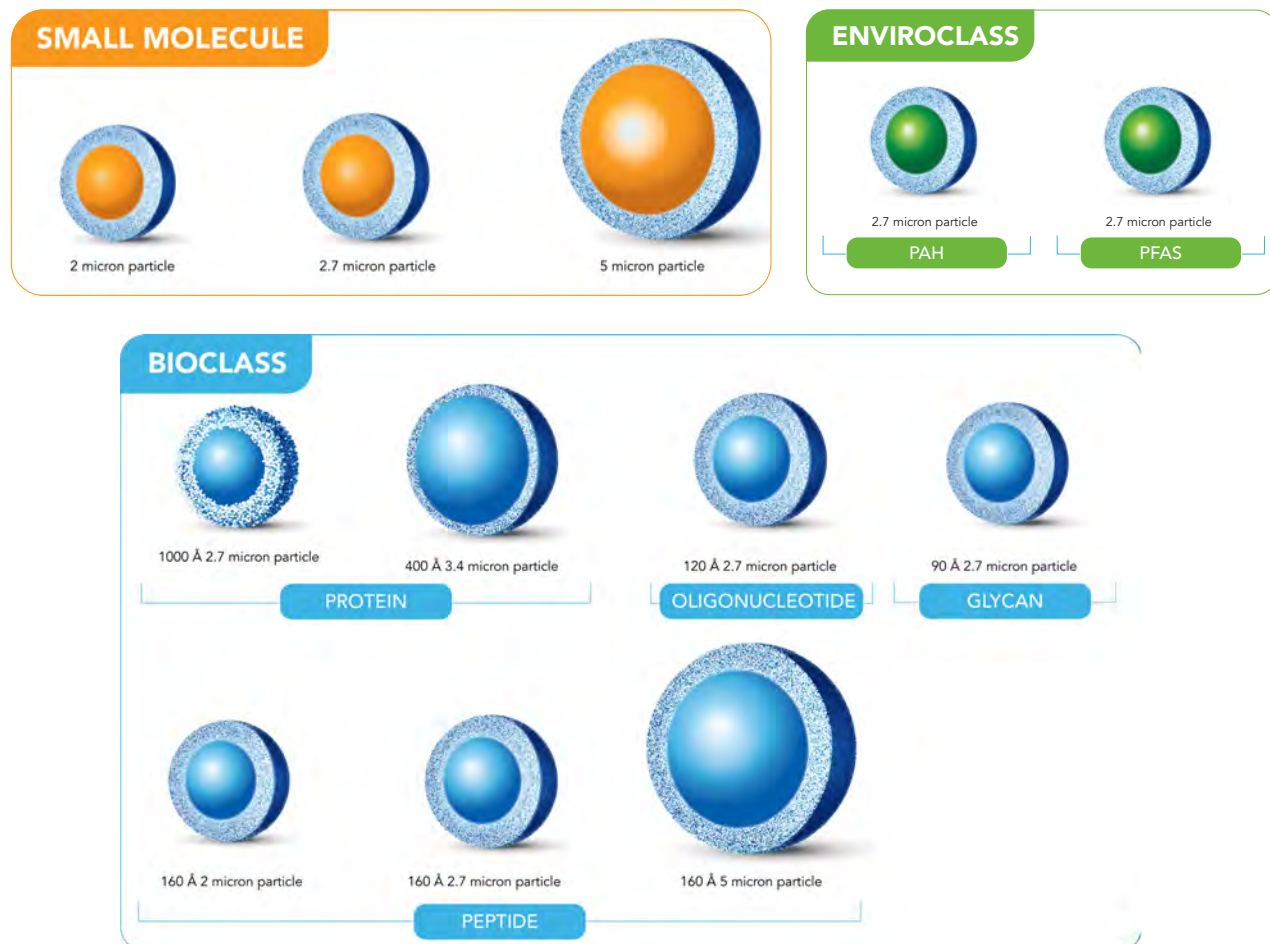 SMALL MOLECULE
2 micron particle
2.7 micron particle
5 micron particle
ENVIROCLASS
2.7 micron particle
2.7 micron particle
PAH
PFAS
BIOCLASS
1000 Å 2.7 micron particle
400 Å 3.4 micron particle
120 Å 2.7 micron particle
90 Å 2.7 micron particle
PROTEIN
OLIGONUCLEOTIDE
GLYCAN
160 Å 2 micron particle
160 Å 2.7 micron particle
160 Å 5 micron particle
PEPTIDE